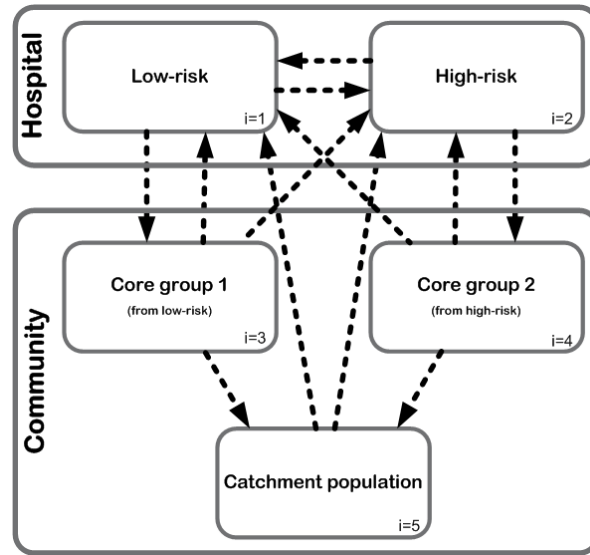 Hospital
Low-risk
i=1
High-risk
i=2
Community
Core group 1
(from low-risk)
i=3
Core group 2
(from high-risk)
i=4
Catchment population
i=5